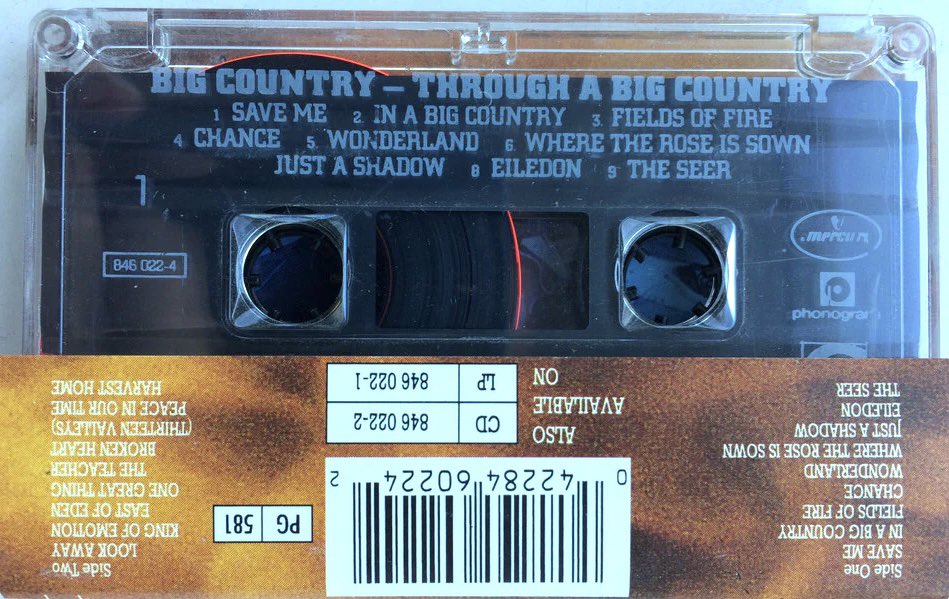 BIG COUNTRY – THROUGH A BIG COUNTRY
1 SAVE ME 2 IN A BIG COUNTRY 3. FIELDS OF FIRE
4 CHANCE 5. WONDERLAND 6 WHERE THE ROSE IS SOWN
JUST A SHADOW 8 EILEDON 9 THE SEER
1
846 022-4
mercury
phonogram
Side One
SAVE ME
IN A BIG COUNTRY
FIELDS OF FIRE
CHANCE
WONDERLAND
WHERE THE ROSE IS SOWN
JUST A SHADOW
EILEDON
THE SEER
0 42284 60224 2
ALSO
AVAILABLE
ON
CD 846 022-2
LP 846 022-1
PG 581
Side Two
LOOK AWAY
KING OF EMOTION
EAST OF EDEN
ONE GREAT THING
THE TEACHER
BROKEN HEART
(THIRTEEN VALLEYS)
PEACE IN OUR TIME
HARVEST HOME